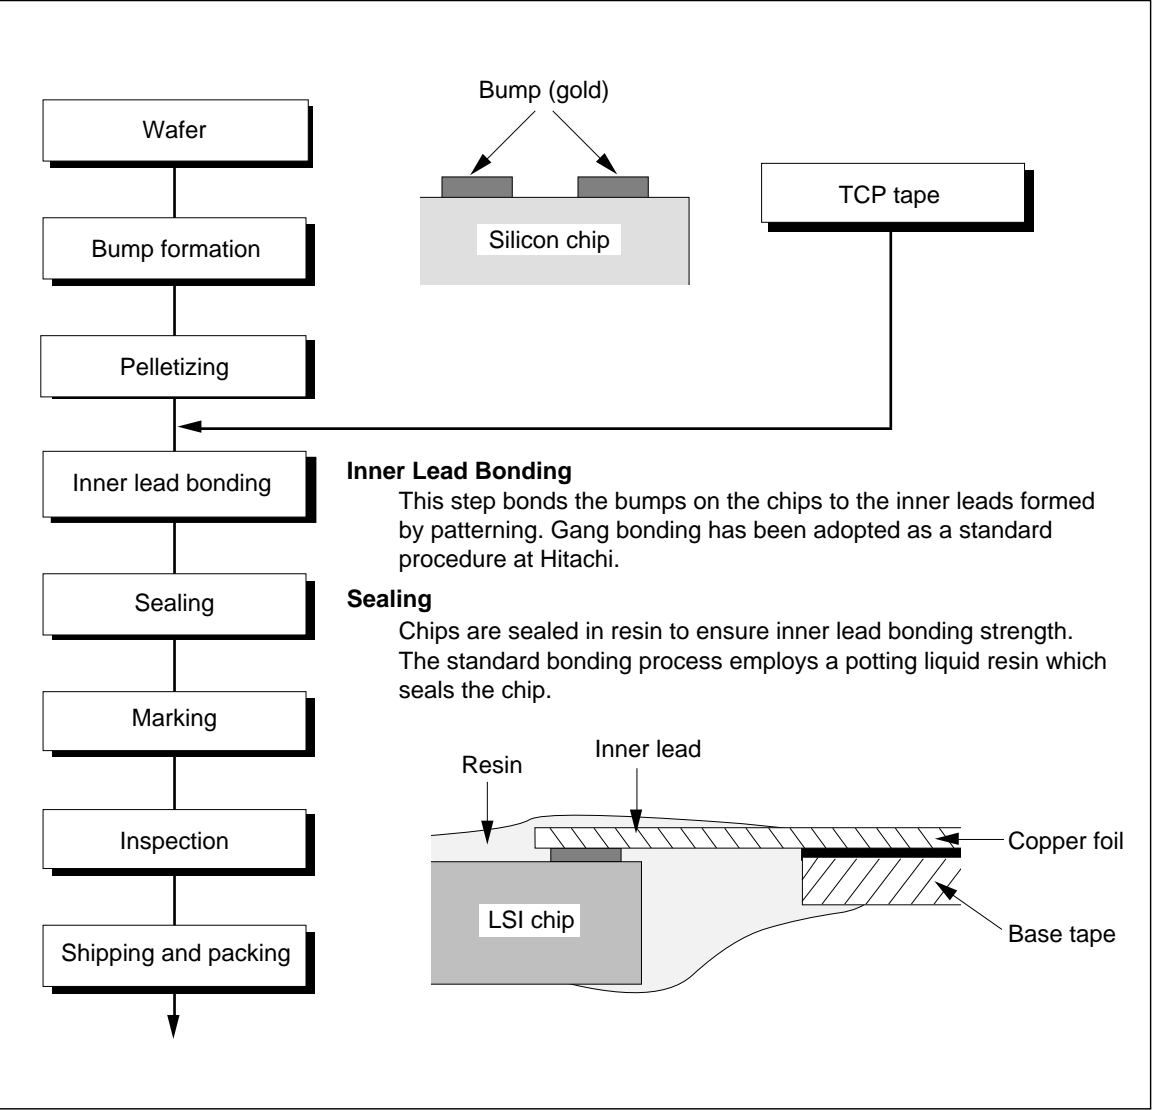 Bump (gold)
Wafer
TCP tape
Silicon chip
Bump formation
Pelletizing
Inner lead bonding
Inner Lead Bonding
This step bonds the bumps on the chips to the inner leads formed
by patterning. Gang bonding has been adopted as a standard
procedure at Hitachi.
Sealing
Sealing
Chips are sealed in resin to ensure inner lead bonding strength.
The standard bonding process employs a potting liquid resin which
seals the chip.
Marking
Inner lead
Resin
Inspection
Copper foil
LSI chip
Base tape
Shipping and packing